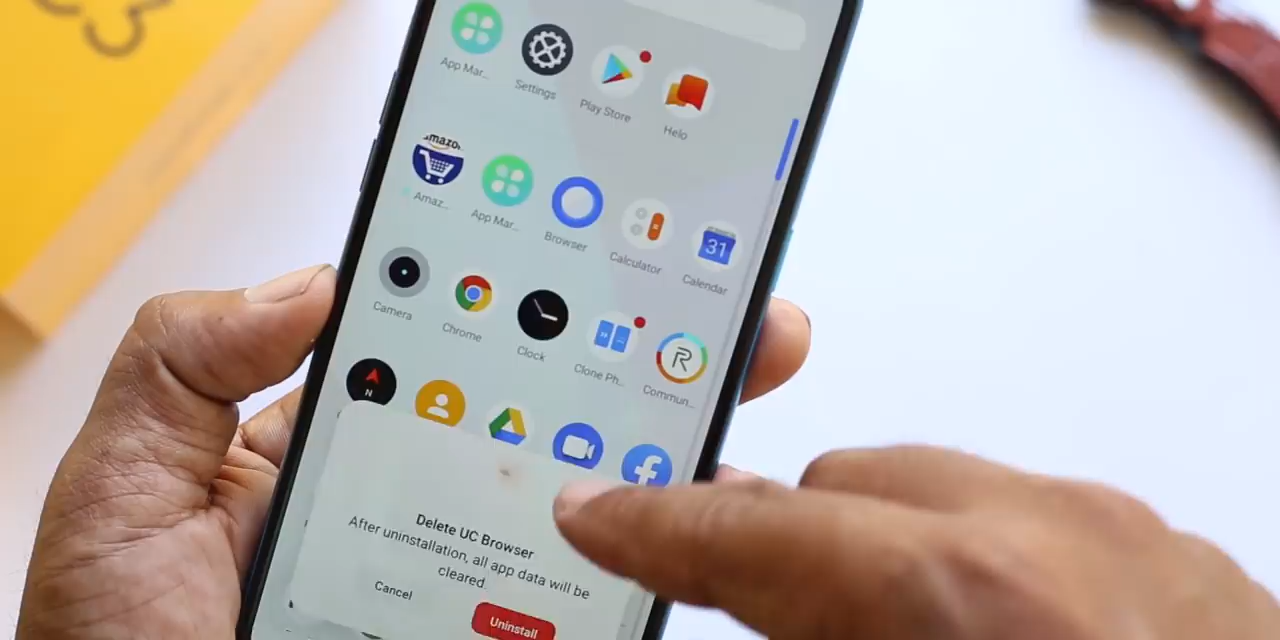 App Mar...
Settings
Play Store
Helo
amazo
Amaz...
App Mar...
Browser
Calculator
31
Calendar
Camera
Chrome
Clock
Clone Ph...
R
Commun...
N
f
Delete UC Browser
After uninstallation, all app data will be
cleared.
Cancel
Uninstall